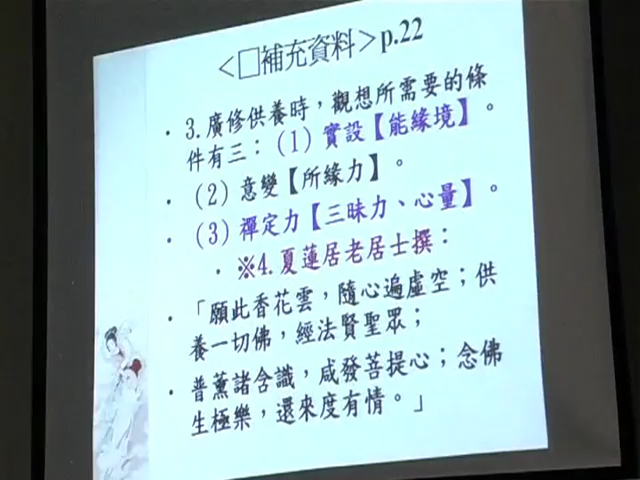 <□補充資料>p.22
• 3.廣修供養時，觀想所需要的條
件有三：(1) 實設【能緣境】。
• (2) 意變【所緣力】。
• (3) 禪定力【三昧力、心量】。
• ※4.夏蓮居老居士撰：
• 「願此香花雲，隨心遍虛空；供
養一切佛，經法賢聖眾；
• 普薰諸含識，咸發菩提心；念佛
生極樂，還來度有情。」